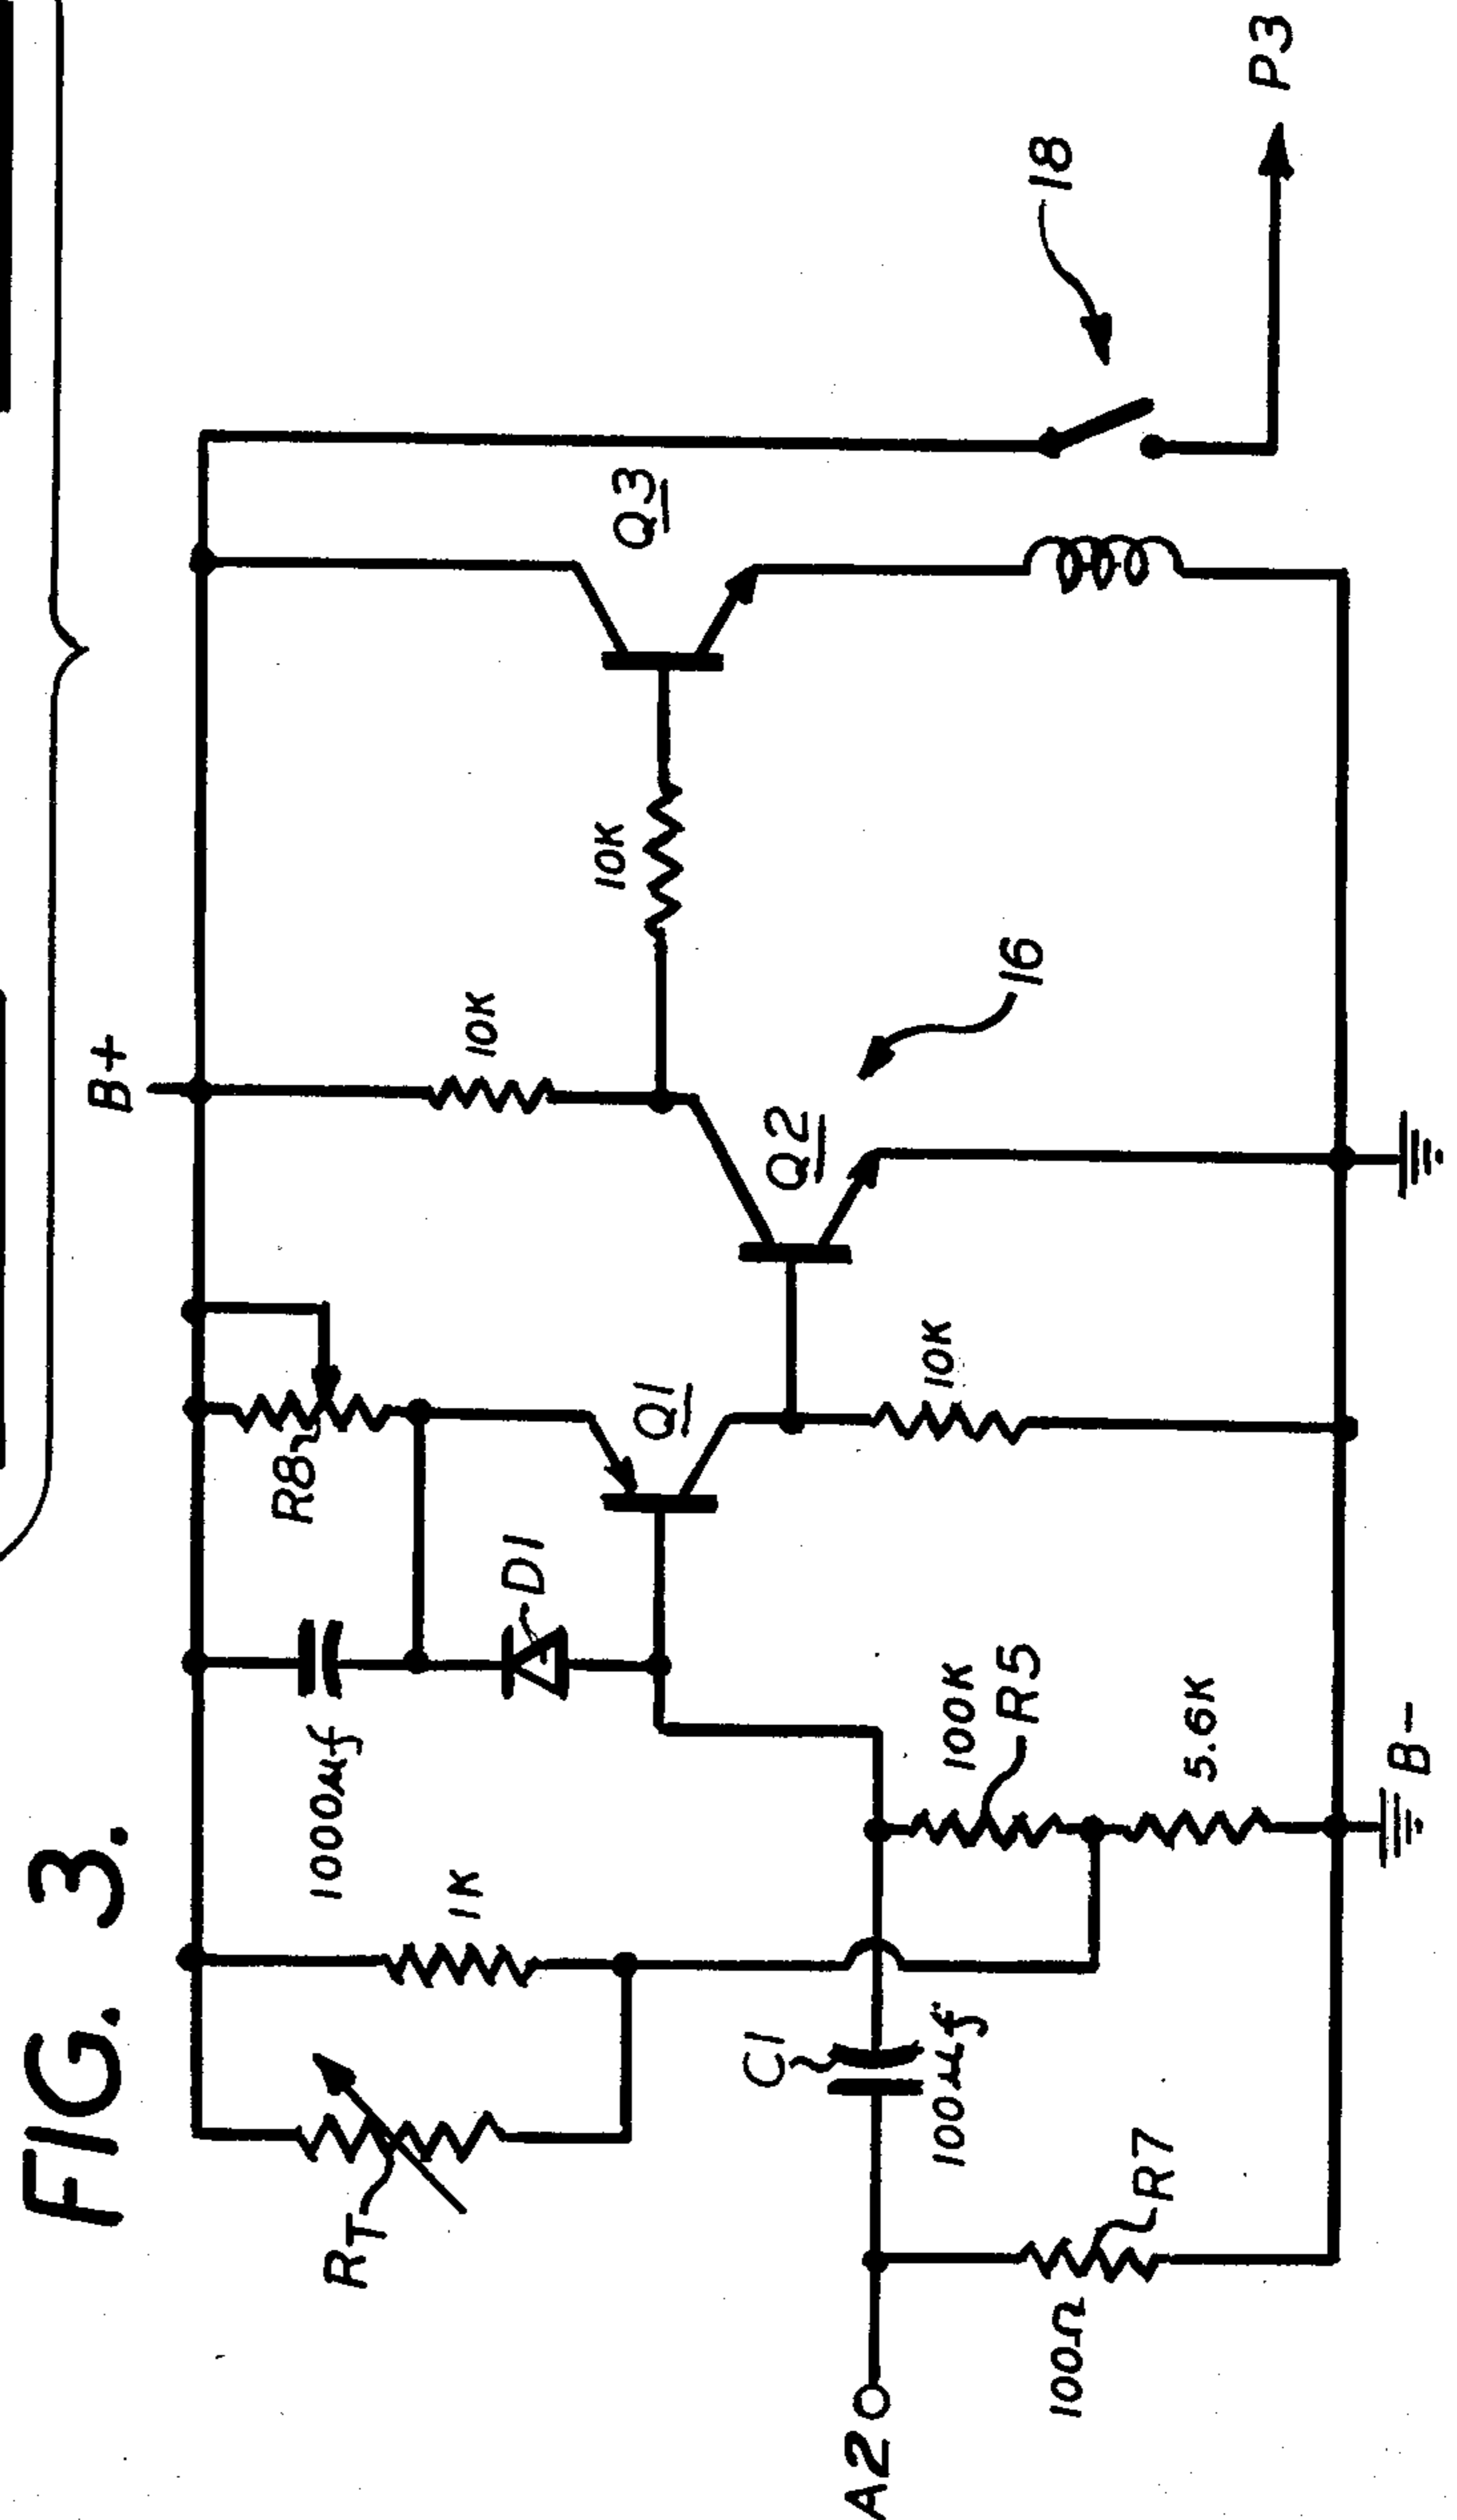 FIG. 3.
B+
RT
1K
1000µf
R8
D1
Q1
10K
10K
Q3
Q2
10K
A2
C1
100µf
100K
R5
5.6K
16
18
100Ω
R7
B-
P3